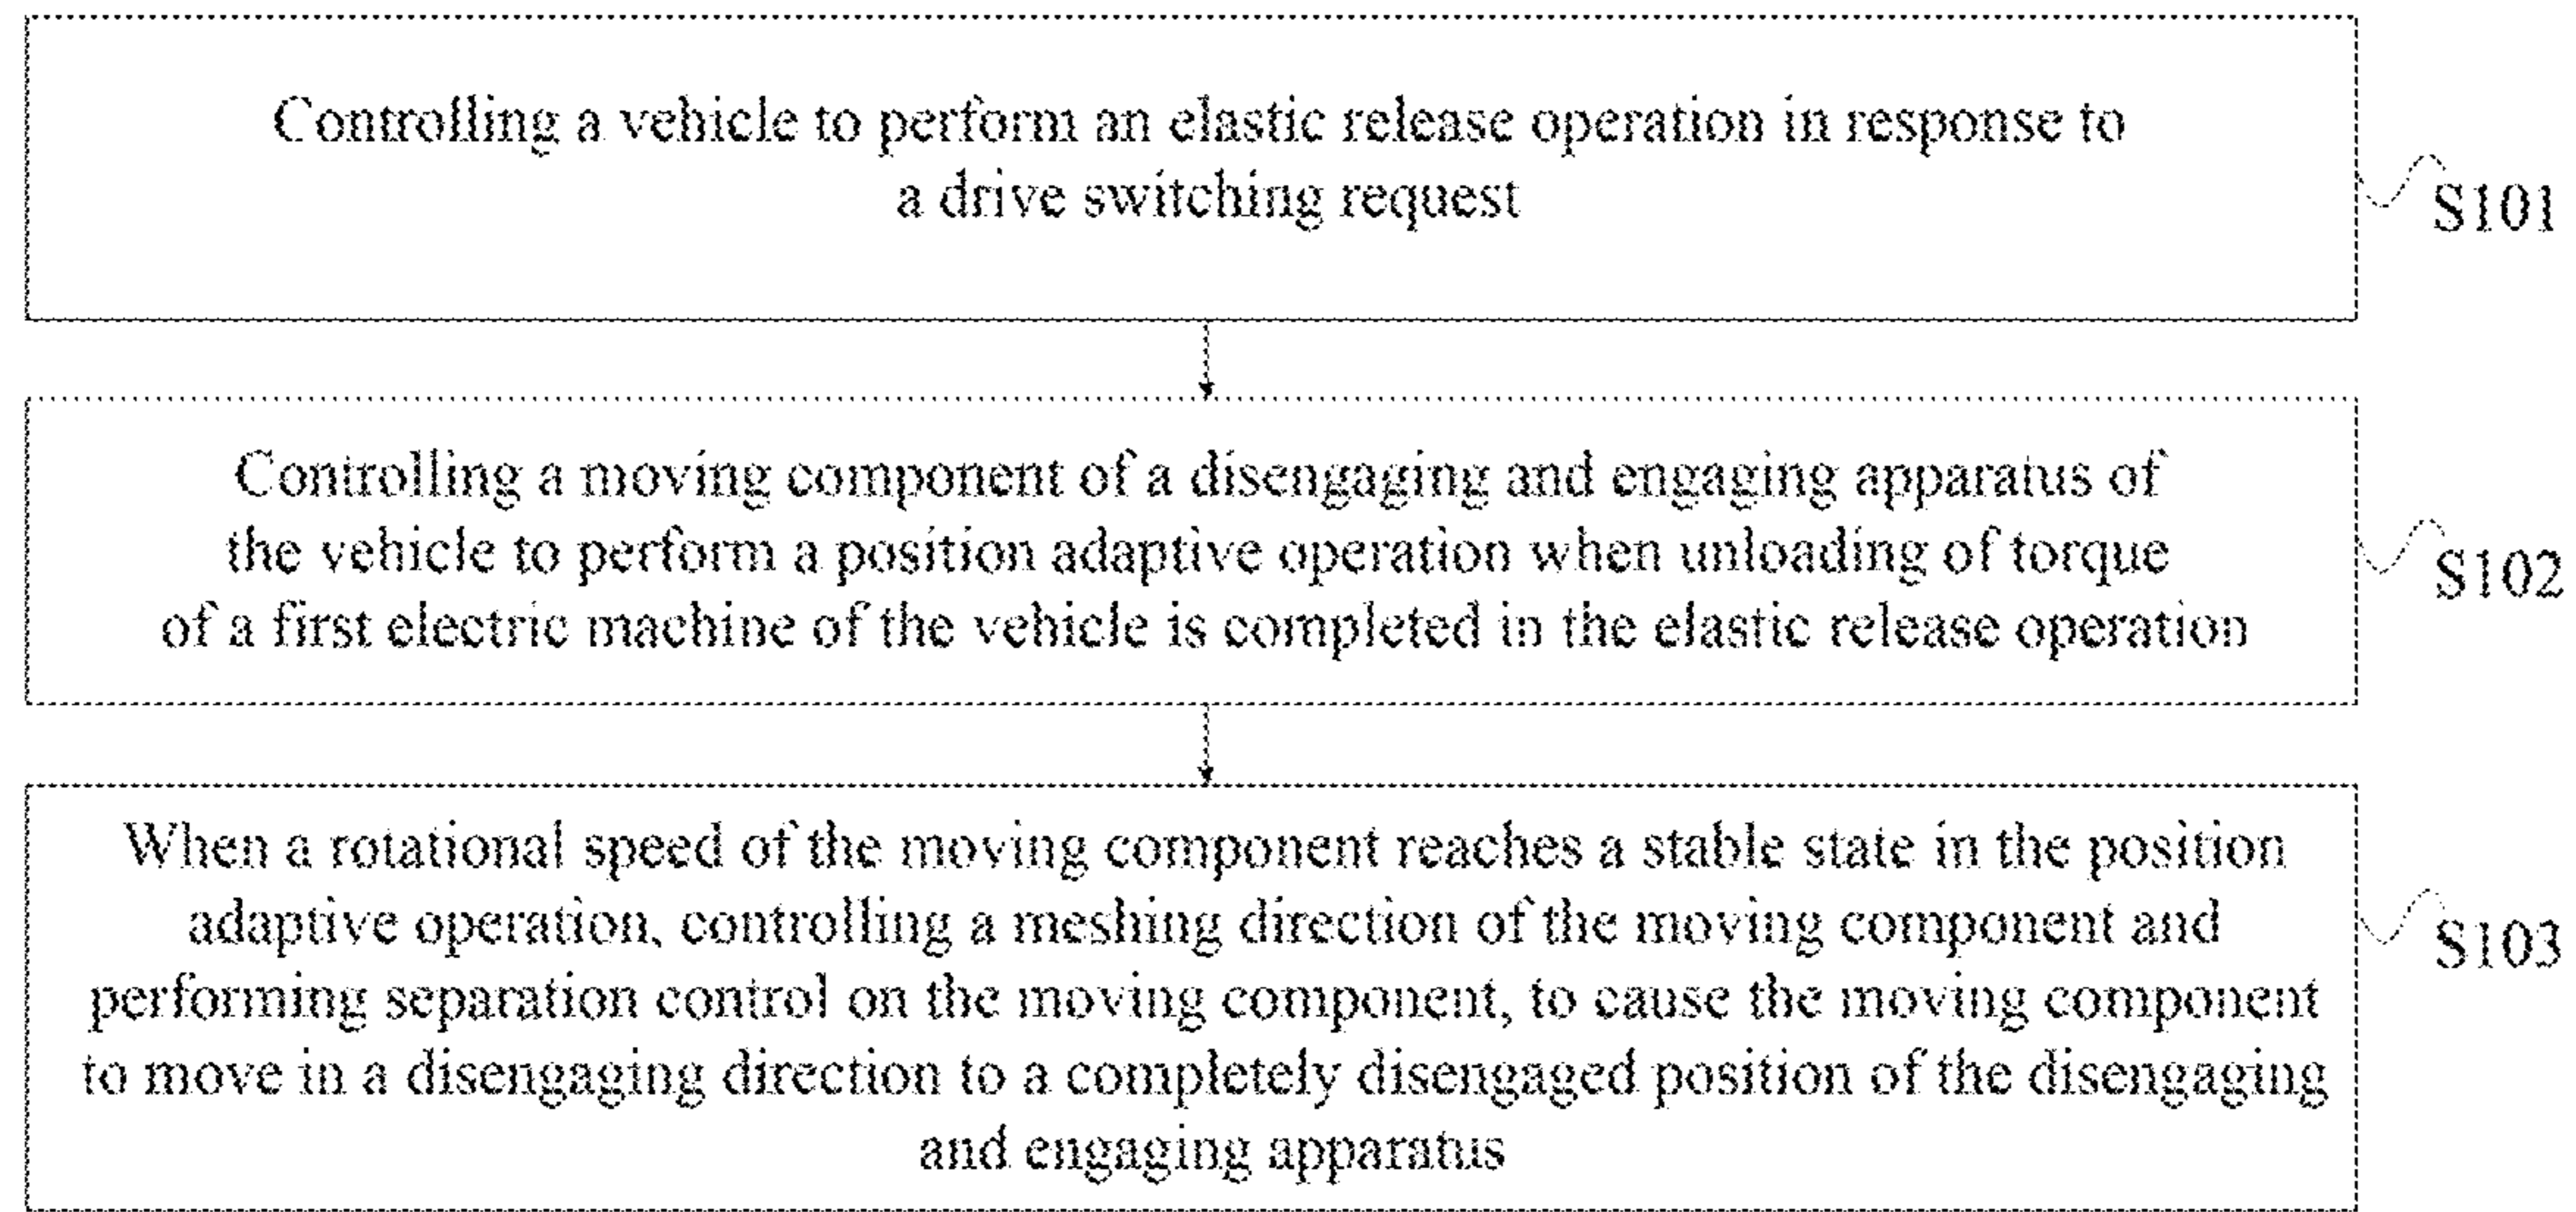 Controlling a vehicle to perform an elastic release operation in response to
a drive switching request
S101
Controlling a moving component of a disengaging and engaging apparatus of
the vehicle to perform a position adaptive operation when unloading of torque
of a first electric machine of the vehicle is completed in the elastic release operation
S102
When a rotational speed of the moving component reaches a stable state in the position
adaptive operation, controlling a meshing direction of the moving component and
performing separation control on the moving component, to cause the moving component
to move in a disengaging direction to a completely disengaged position of the disengaging
and engaging apparatus
S103